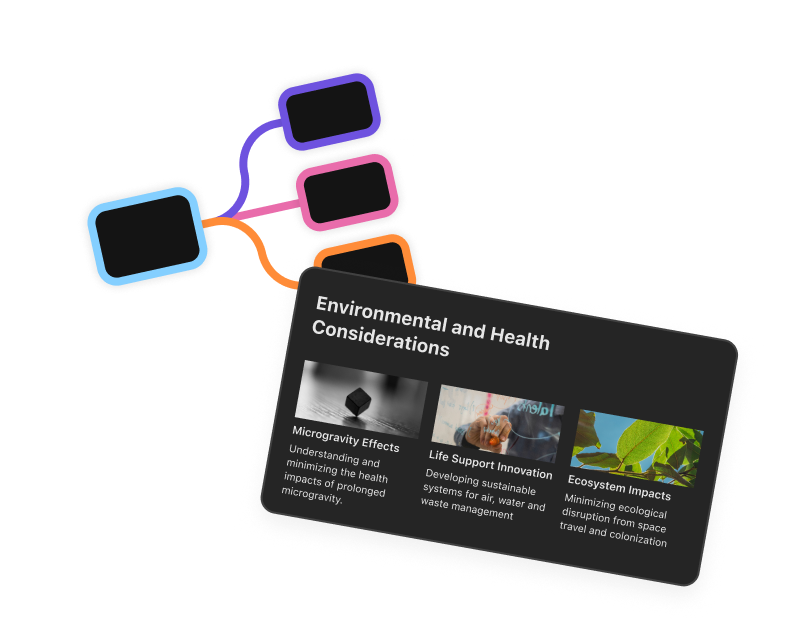 Environmental and Health
Considerations
Microgravity Effects
Understanding and
minimizing the health
impacts of prolonged
microgravity.
Life Support Innovation
Developing sustainable
systems for air, water and
waste management
Ecosystem Impacts
Minimizing ecological
disruption from space
travel and colonization